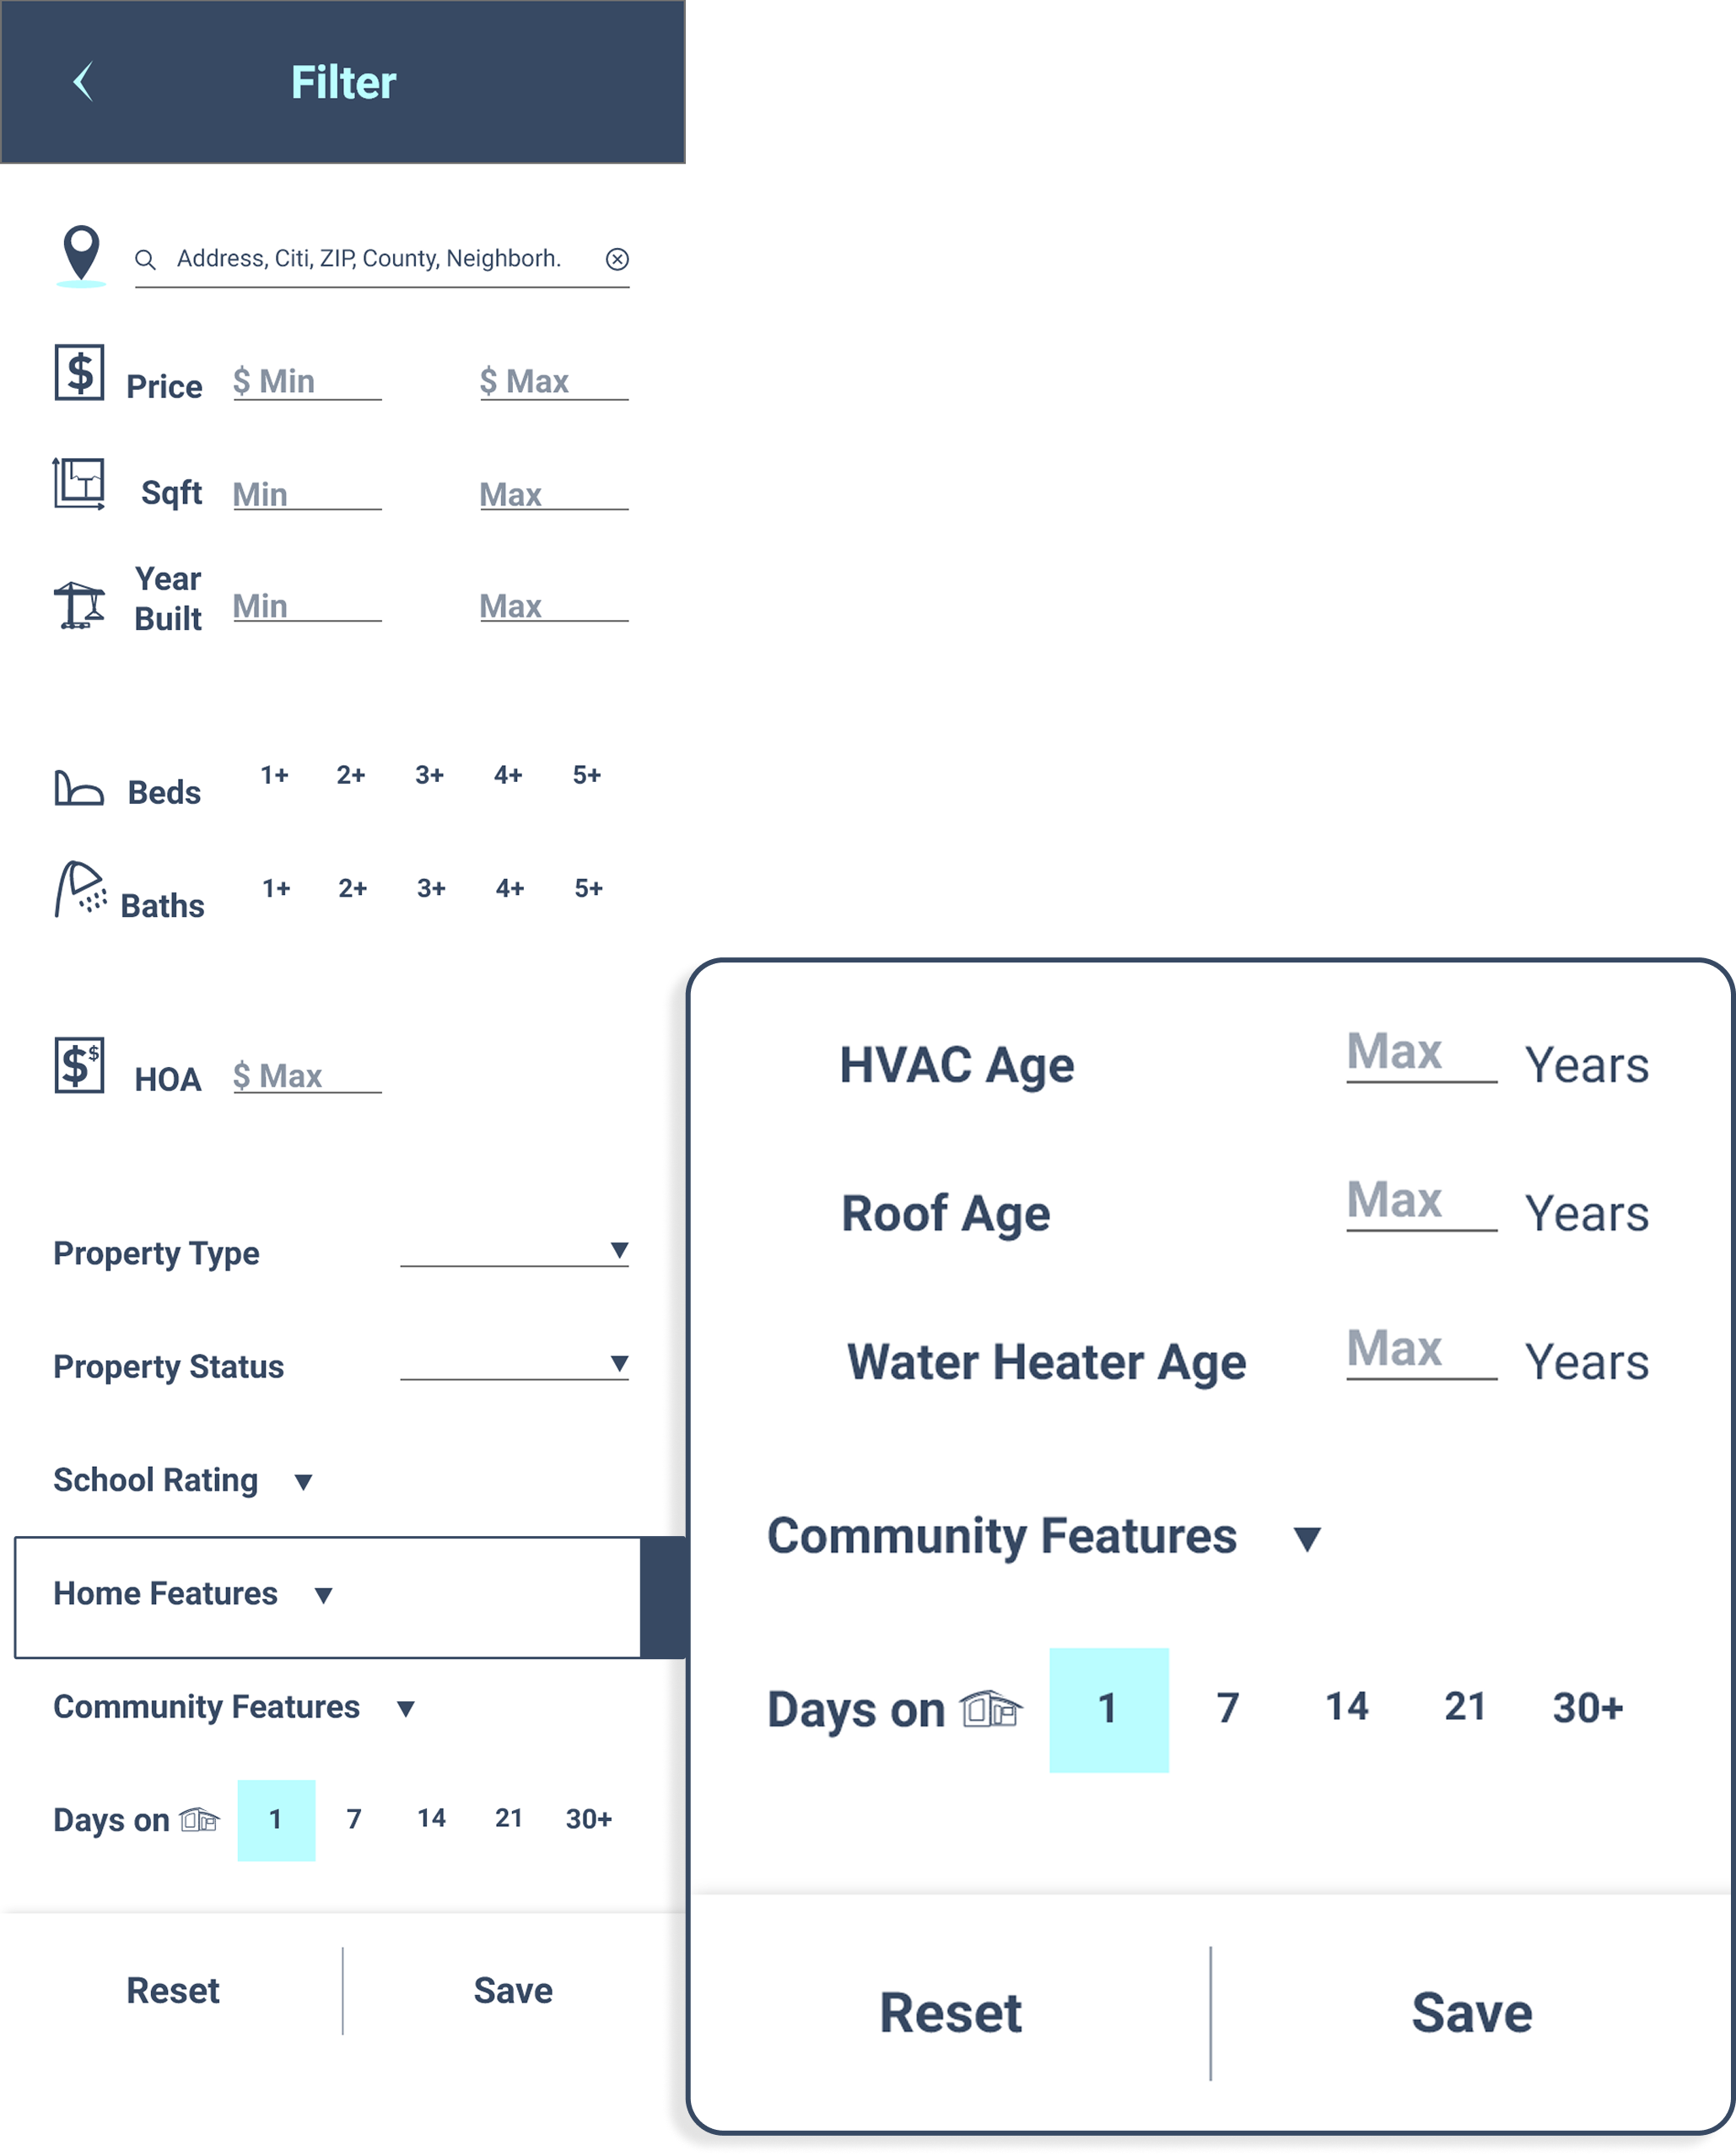 Filter
Address, Citi, ZIP, County, Neighborh.
Price $ Min $ Max
Sqft Min Max
Year
Built Min Max
Beds 1+ 2+ 3+ 4+ 5+
Baths 1+ 2+ 3+ 4+ 5+
HOA $ Max
Property Type
Property Status
School Rating
Home Features
Community Features
Days on 1 7 14 21 30+
Reset Save
HVAC Age Max Years
Roof Age Max Years
Water Heater Age Max Years
Community Features
Days on 1 7 14 21 30+
Reset Save